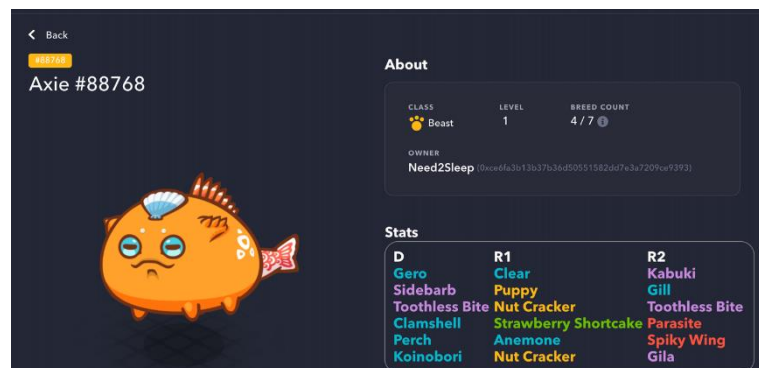 Back
#88768
Axie #88768
About
CLASS LEVEL BREED COUNT
Beast 1 4 / 7
OWNER
Need2Sleep (0xce6fa3b13b37b36d50551582dd7e3a7209ce9393)
Stats
D R1 R2
Gero Clear Kabuki
Sidebarb Puppy Gill
Toothless Bite Nut Cracker Toothless Bite
Clamshell Strawberry Shortcake Parasite
Perch Anemone Spiky Wing
Koinobori Nut Cracker Gila